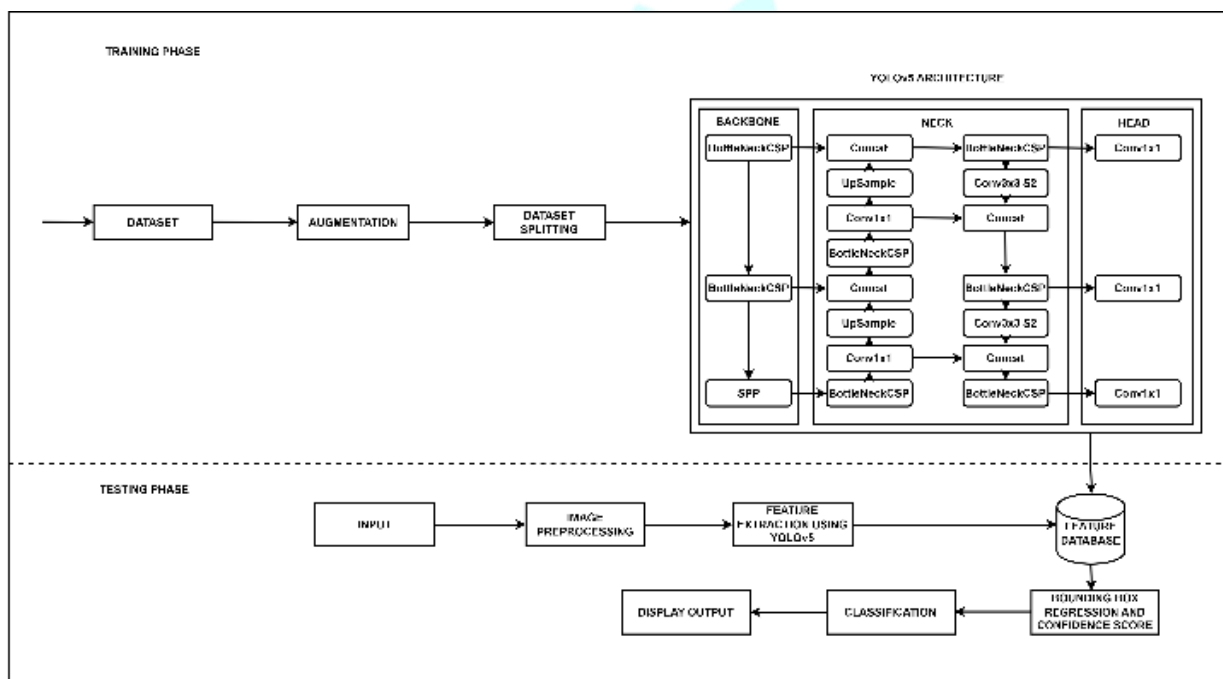 TRAINING PHASE
YOLOv5 ARCHITECTURE
BACKBONE
NECK
HEAD
BottleNeckCSP
Concat
BottleNeckCSP
Conv1x1
UpSample
Conv3x3 S2
Conv1x1
Concat
DATASET
AUGMENTATION
DATASET
SPLITTING
BottleNeckCSP
BottleNeckCSP
Concat
BottleNeckCSP
Conv1x1
UpSample
Conv3x3 S2
Conv1x1
Concat
SPP
BottleNeckCSP
BottleNeckCSP
Conv1x1
TESTING PHASE
INPUT
IMAGE
PREPROCESSING
FEATURE
EXTRACTION USING
YOLOv5
FEATURE
DATABASE
DISPLAY OUTPUT
CLASSIFICATION
BOUNDING BOX
REGRESSION AND
CONFIDENCE SCORE